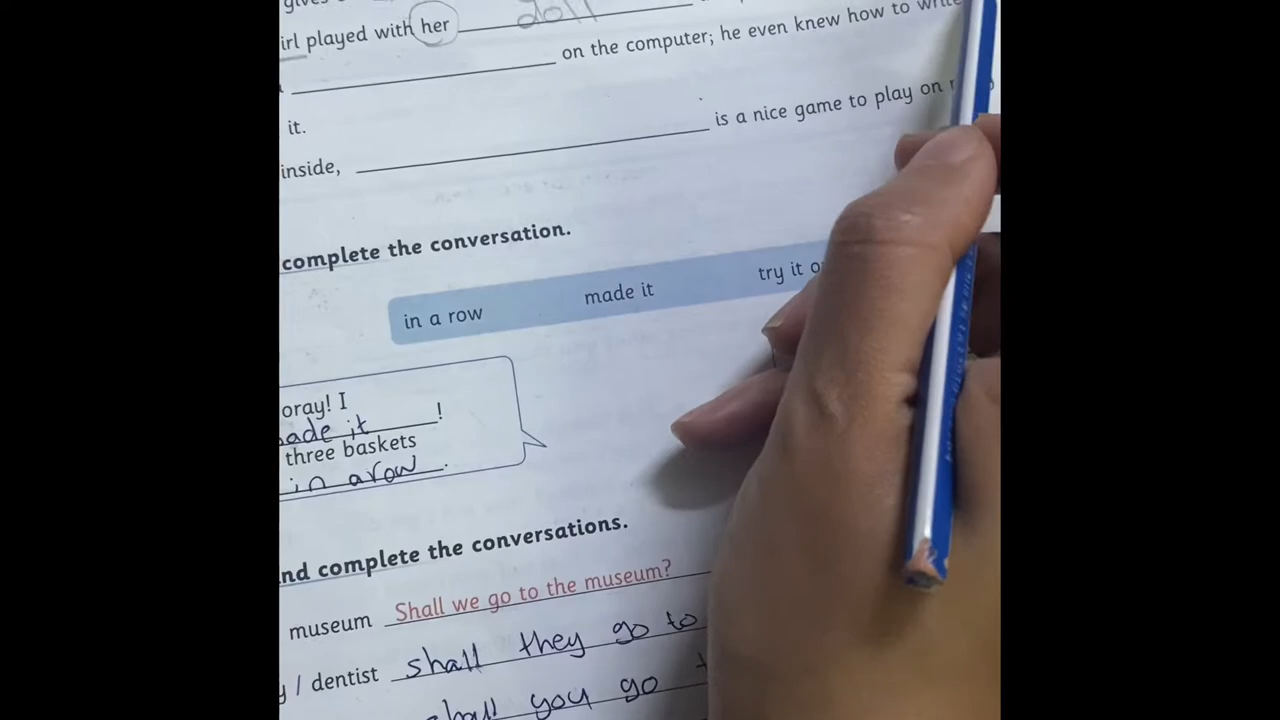 irl played with her doll
on the computer; he even knew how to write
it.
inside, is a nice game to play on
complete the conversation.
in a row made it try it
oray! I
ade it !
three baskets
in a row.
nd complete the conversations.
museum Shall we go to the museum?
y / dentist shall they go to
shall you go